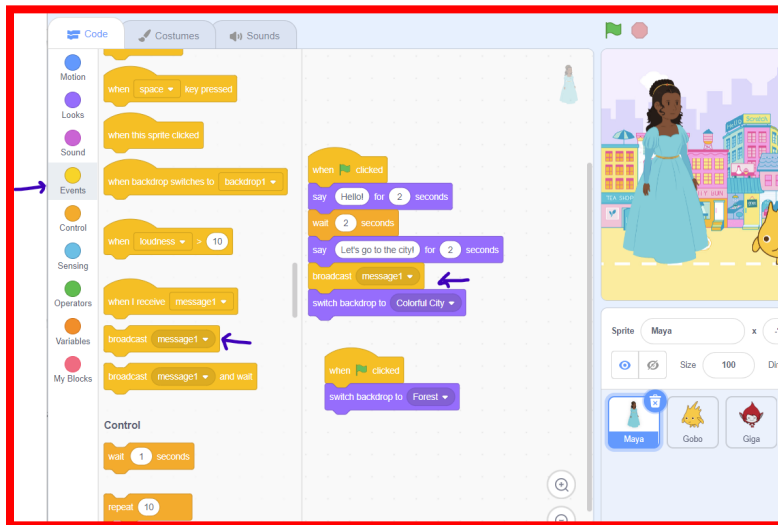 Code Costumes Sounds
Motion
Looks
Sound
Events
Control
Sensing
Operators
Variables
My Blocks
when space key pressed
when this sprite clicked
when backdrop switches to backdrop1
when loudness > 10
when I receive message1
broadcast message1
broadcast message1 and wait
Control
wait 1 seconds
repeat 10
when clicked
say Hello! for 2 seconds
wait 2 seconds
say Let's go to the city! for 2 seconds
broadcast message1
switch backdrop to Colorful City
when clicked
switch backdrop to Forest
Scratch
TEA SHOP
Sprite Maya x
Size 100
Maya Gobo Giga